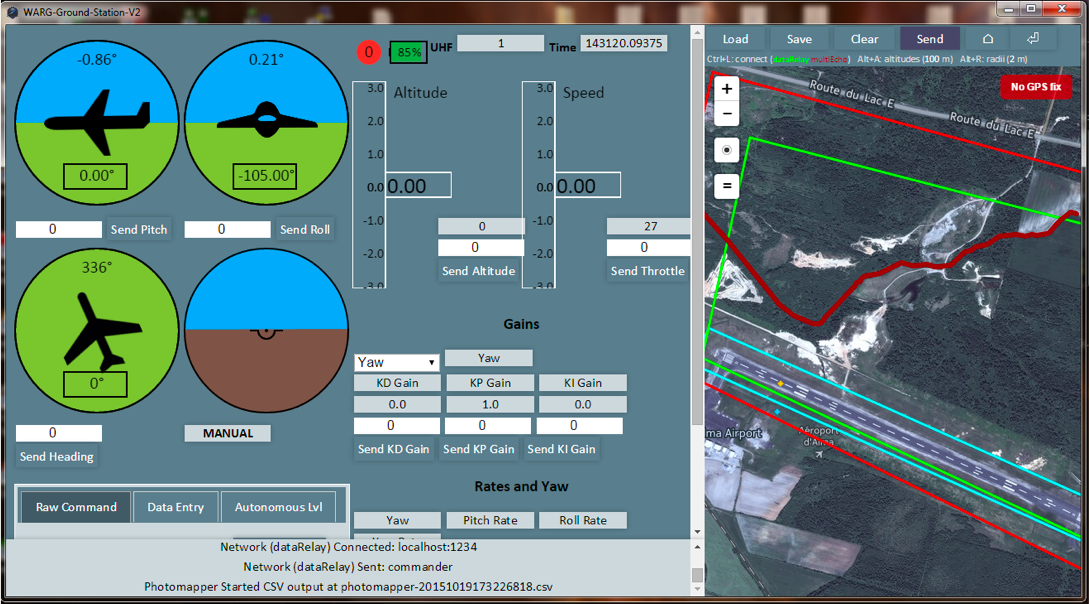 WARG-Ground-Station-V2
-0.86°
0.21°
0.00°
-105.00°
0
Send Pitch
0
Send Roll
336°
0°
0
Send Heading
MANUAL
0
85%
UHF
1
Time
143120.09375
3.0
2.0
1.0
0.0
-1.0
-2.0
-3.0
Altitude
0.00
0
0
Send Altitude
3.0
2.0
1.0
0.0
-1.0
-2.0
-3.0
Speed
0.00
27
0
Send Throttle
Gains
Yaw
Yaw
KD Gain KP Gain KI Gain
0.0 1.0 0.0
0 0 0
Send KD Gain Send KP Gain Send KI Gain
Rates and Yaw
Yaw Pitch Rate Roll Rate
Raw Command Data Entry Autonomous Lvl
Network (dataRelay) Connected: localhost:1234
Network (dataRelay) Sent: commander
Photomapper Started CSV output at photomapper-20151019173226818.csv
Load Save Clear Send
Ctrl+L: connect (dataRelay multiEcho) Alt+A: altitudes (100 m) Alt+R: radii (2 m)
No GPS fix
+
−
=
Route du Lac E
Route du Lac E
ma Airport
Aéroport
d'Alma